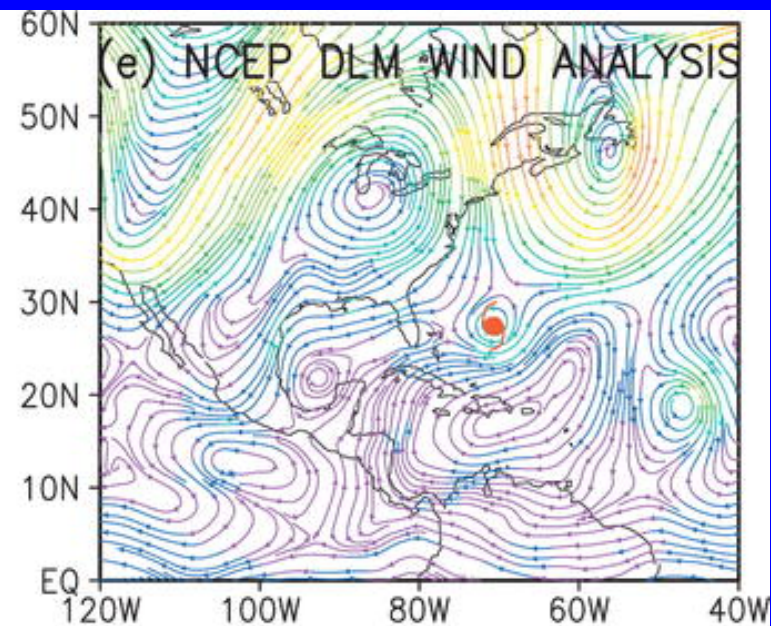 60N
(e) NCEP DLM WIND ANALYSIS
50N
40N
30N
20N
10N
EQ
120W 100W 80W 60W 40W